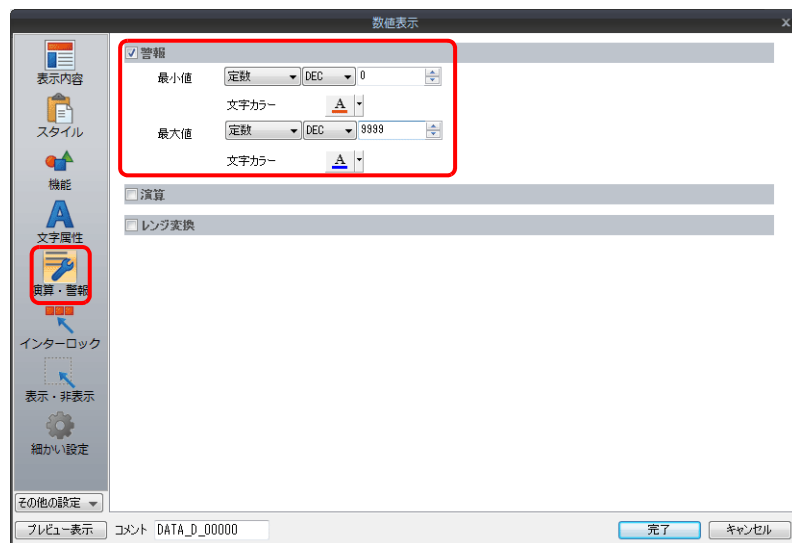 数値表示
x
表示内容
スタイル
機能
A
文字属性
演算・警報
インターロック
表示・非表示
細かい設定
その他の設定
プレビュー表示
警報
最小値 定数 DEC 0
文字カラー A
最大値 定数 DEC 9999
文字カラー A
演算
レンジ変換
コメント DATA_D_00000
完了 キャンセル